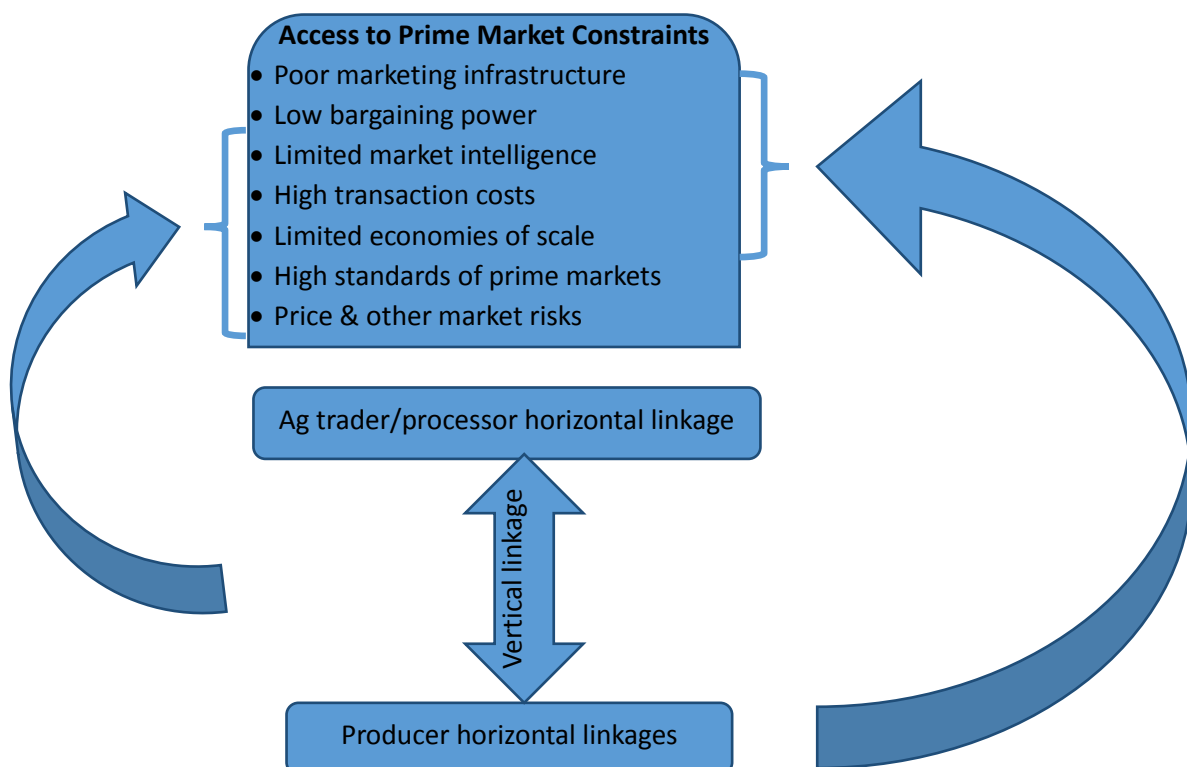 Access to Prime Market Constraints
• Poor marketing infrastructure
• Low bargaining power
• Limited market intelligence
• High transaction costs
• Limited economies of scale
• High standards of prime markets
• Price & other market risks
Ag trader/processor horizontal linkage
Vertical linkage
Producer horizontal linkages